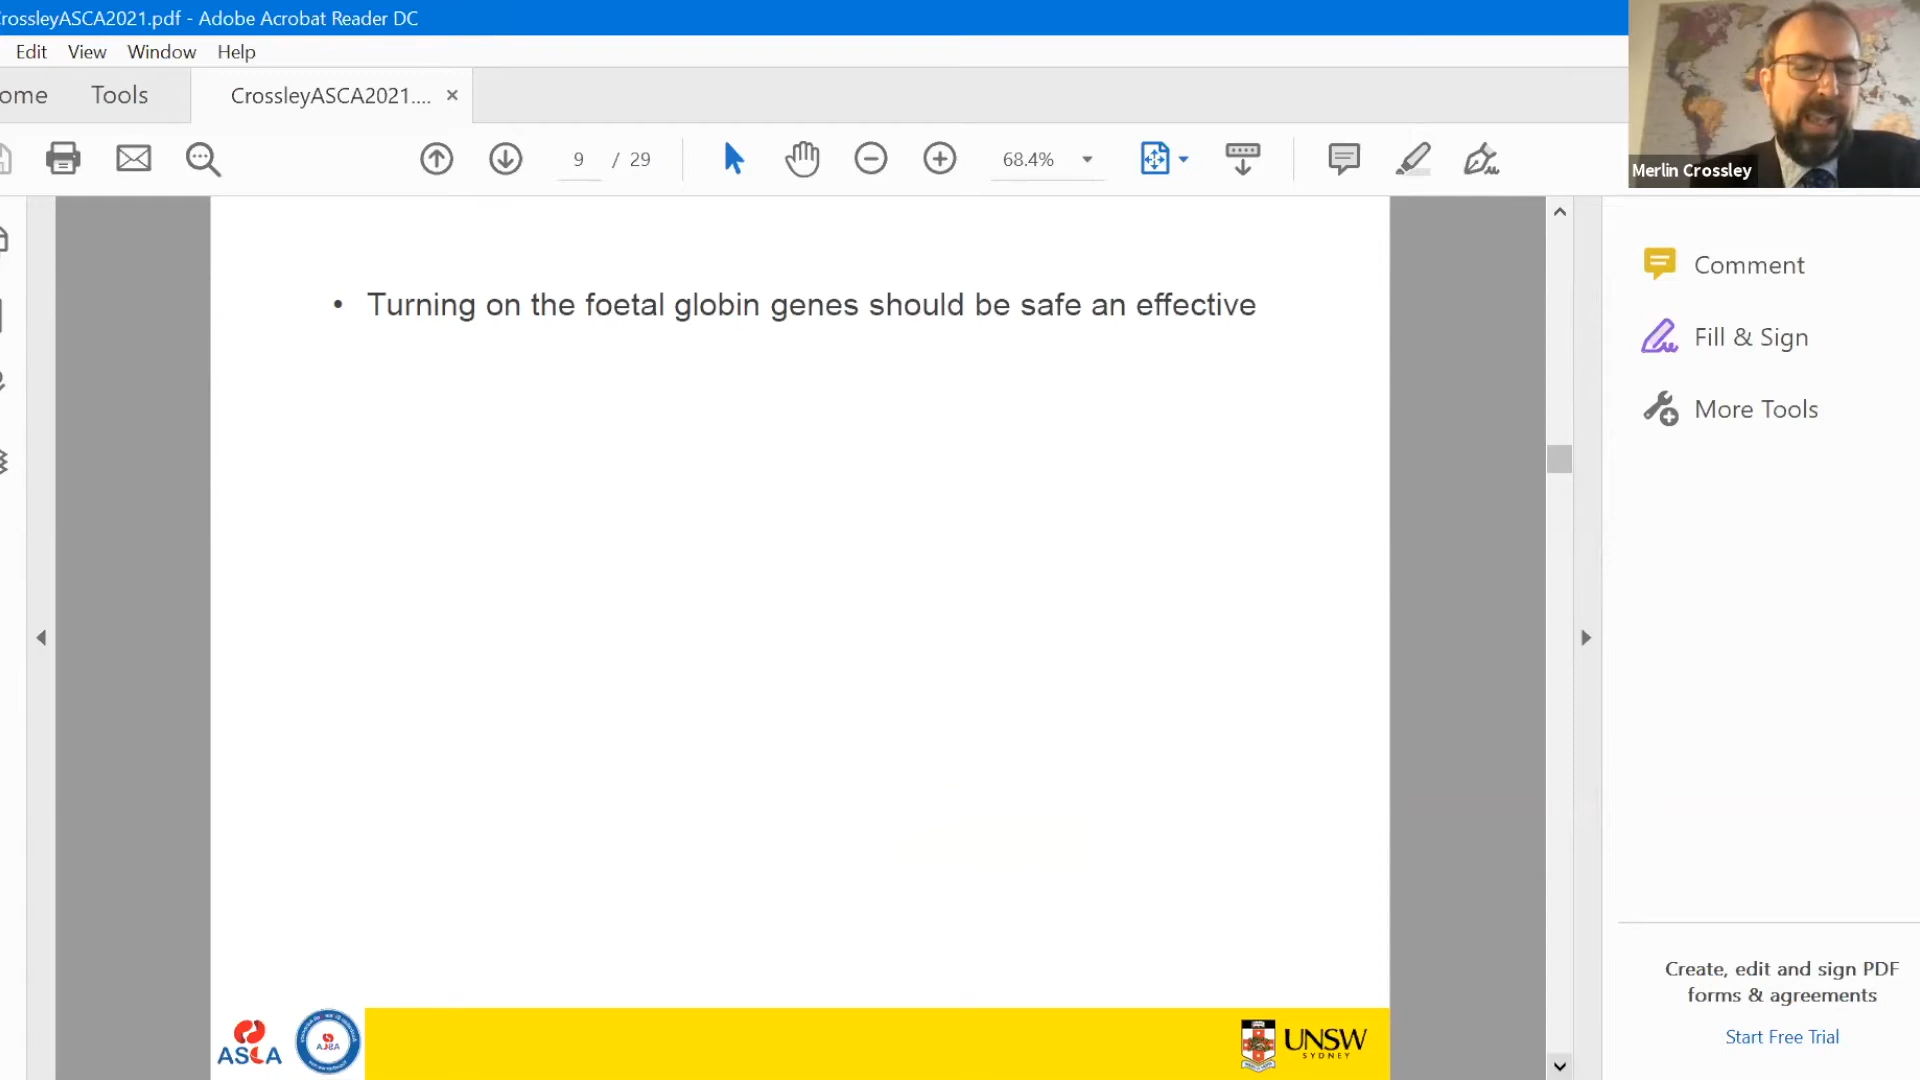 rossleyASCA2021.pdf - Adobe Acrobat Reader DC
Edit View Window Help
ome Tools CrossleyASCA2021.... ×
9 / 29 68.4%
Merlin Crossley
• Turning on the foetal globin genes should be safe an effective
Comment
Fill & Sign
More Tools
Create, edit and sign PDF
forms & agreements
Start Free Trial
ASCA
UNSW
SYDNEY